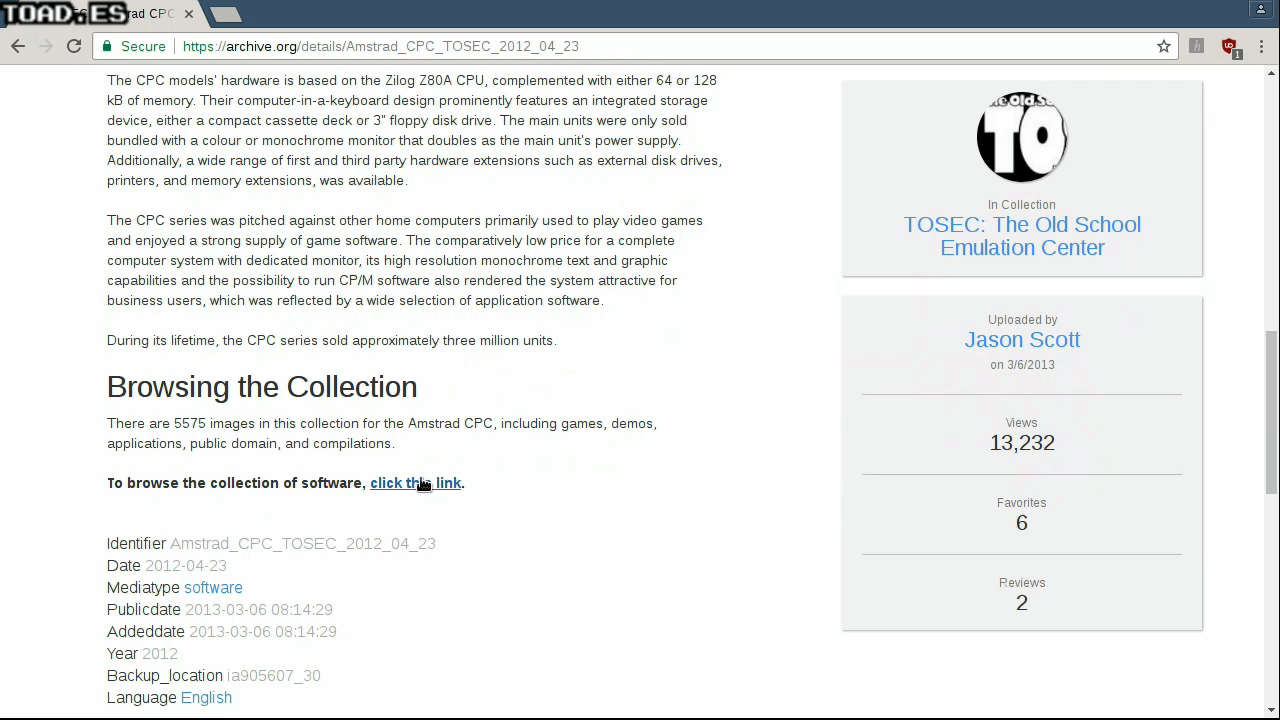 TOAD.ES
rad CPC
Secure
https://archive.org/details/Amstrad_CPC_TOSEC_2012_04_23
1
The CPC models' hardware is based on the Zilog Z80A CPU, complemented with either 64 or 128
kB of memory. Their computer-in-a-keyboard design prominently features an integrated storage
device, either a compact cassette deck or 3" floppy disk drive. The main units were only sold
bundled with a colour or monochrome monitor that doubles as the main unit's power supply.
Additionally, a wide range of first and third party hardware extensions such as external disk drives,
printers, and memory extensions, was available.
The CPC series was pitched against other home computers primarily used to play video games
and enjoyed a strong supply of game software. The comparatively low price for a complete
computer system with dedicated monitor, its high resolution monochrome text and graphic
capabilities and the possibility to run CP/M software also rendered the system attractive for
business users, which was reflected by a wide selection of application software.
During its lifetime, the CPC series sold approximately three million units.
Browsing the Collection
There are 5575 images in this collection for the Amstrad CPC, including games, demos,
applications, public domain, and compilations.
To browse the collection of software, click this link.
Identifier Amstrad_CPC_TOSEC_2012_04_23
Date 2012-04-23
Mediatype software
Publicdate 2013-03-06 08:14:29
Addeddate 2013-03-06 08:14:29
Year 2012
Backup_location ia905607_30
Language English
TO
In Collection
TOSEC: The Old School
Emulation Center
Uploaded by
Jason Scott
on 3/6/2013
Views
13,232
Favorites
6
Reviews
2